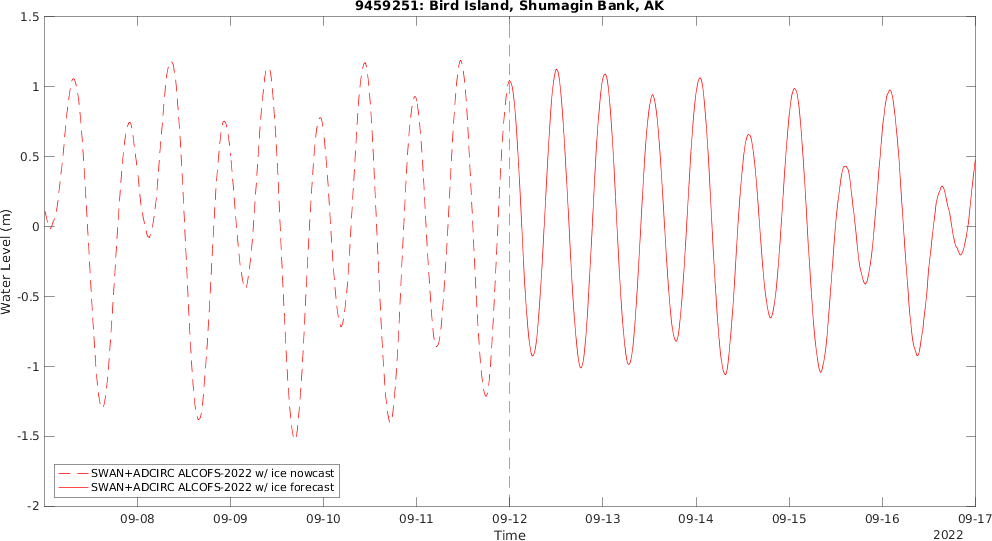 9459251: Bird Island, Shumagin Bank, AK
1.5
1
0.5
0
-0.5
-1
-1.5
-2
Water Level (m)
SWAN+ADCIRC ALCOFS-2022 w/ ice nowcast
SWAN+ADCIRC ALCOFS-2022 w/ ice forecast
09-08 09-09 09-10 09-11 09-12 09-13 09-14 09-15 09-16 09-17
Time
2022